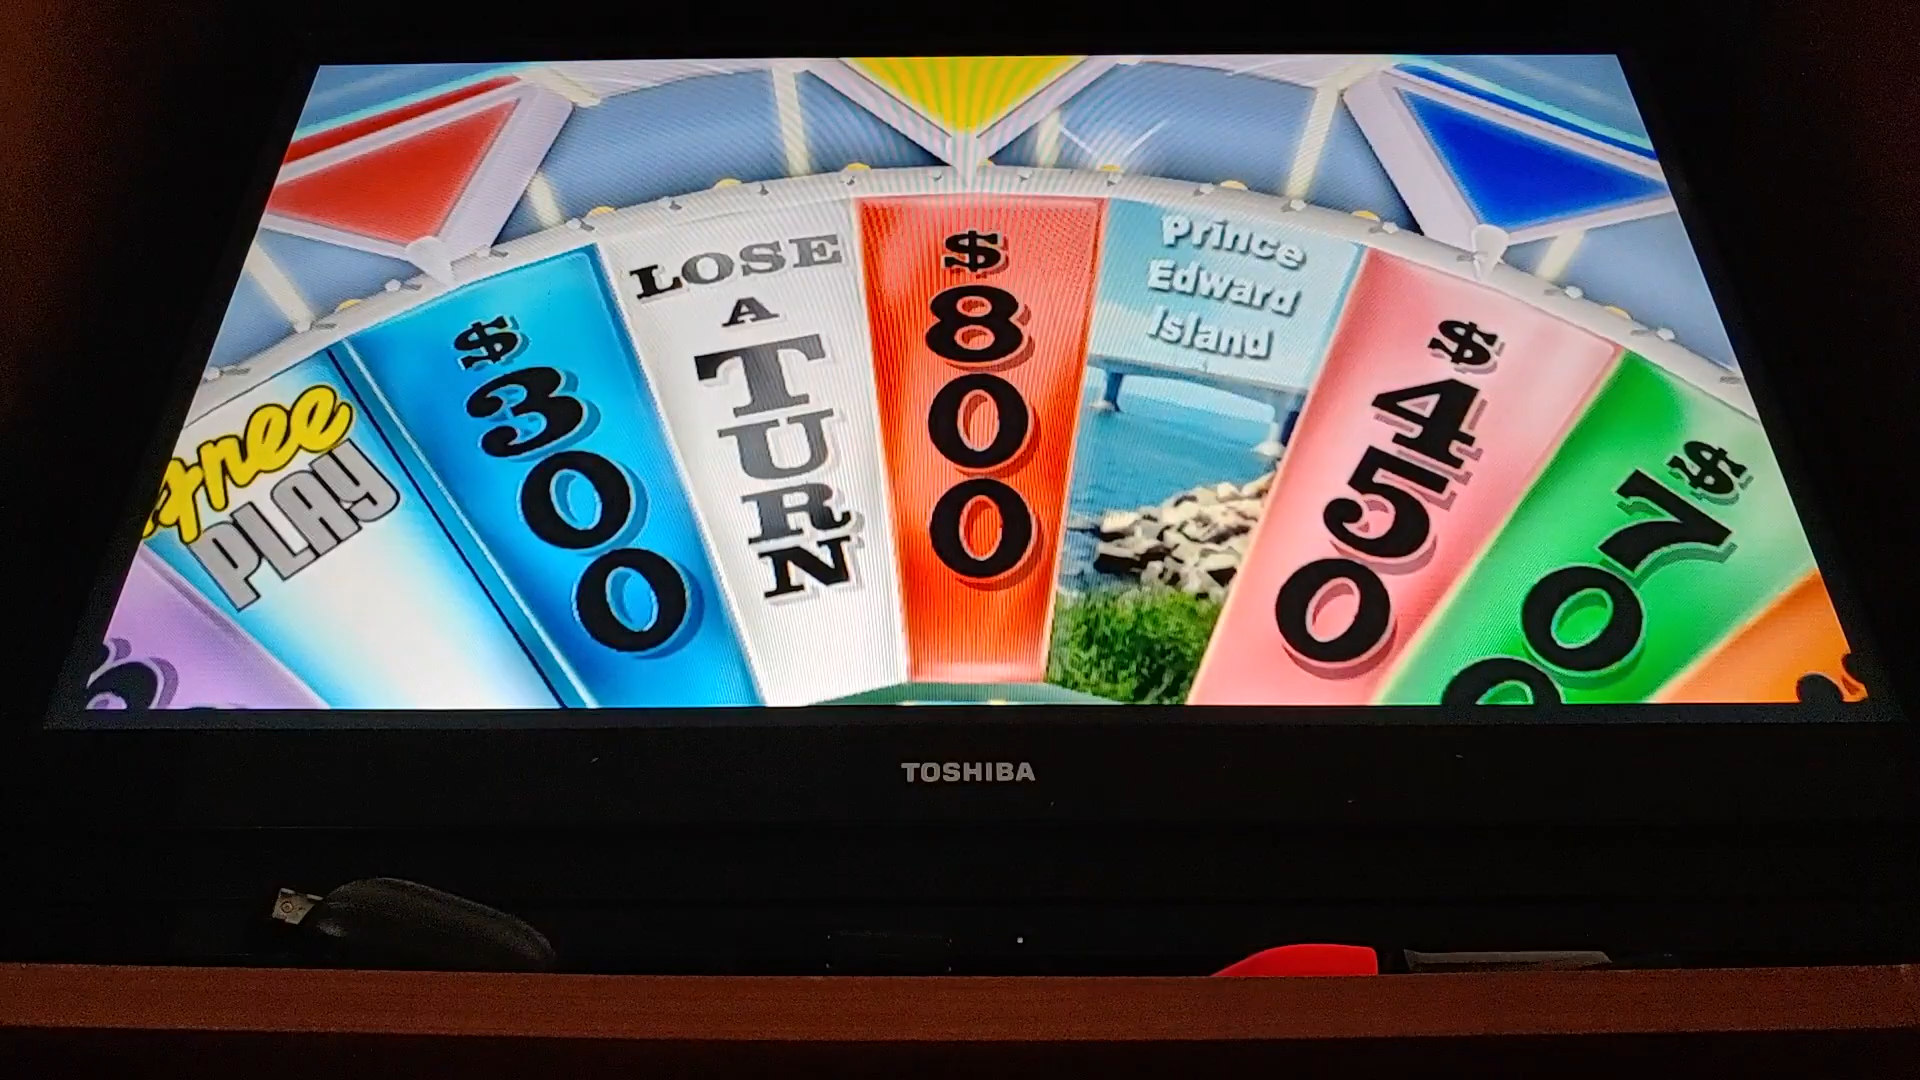 Free
PLAY
$
300
LOSE
A
TURN
$
800
Prince
Edward
Island
$
450
$
700
TOSHIBA